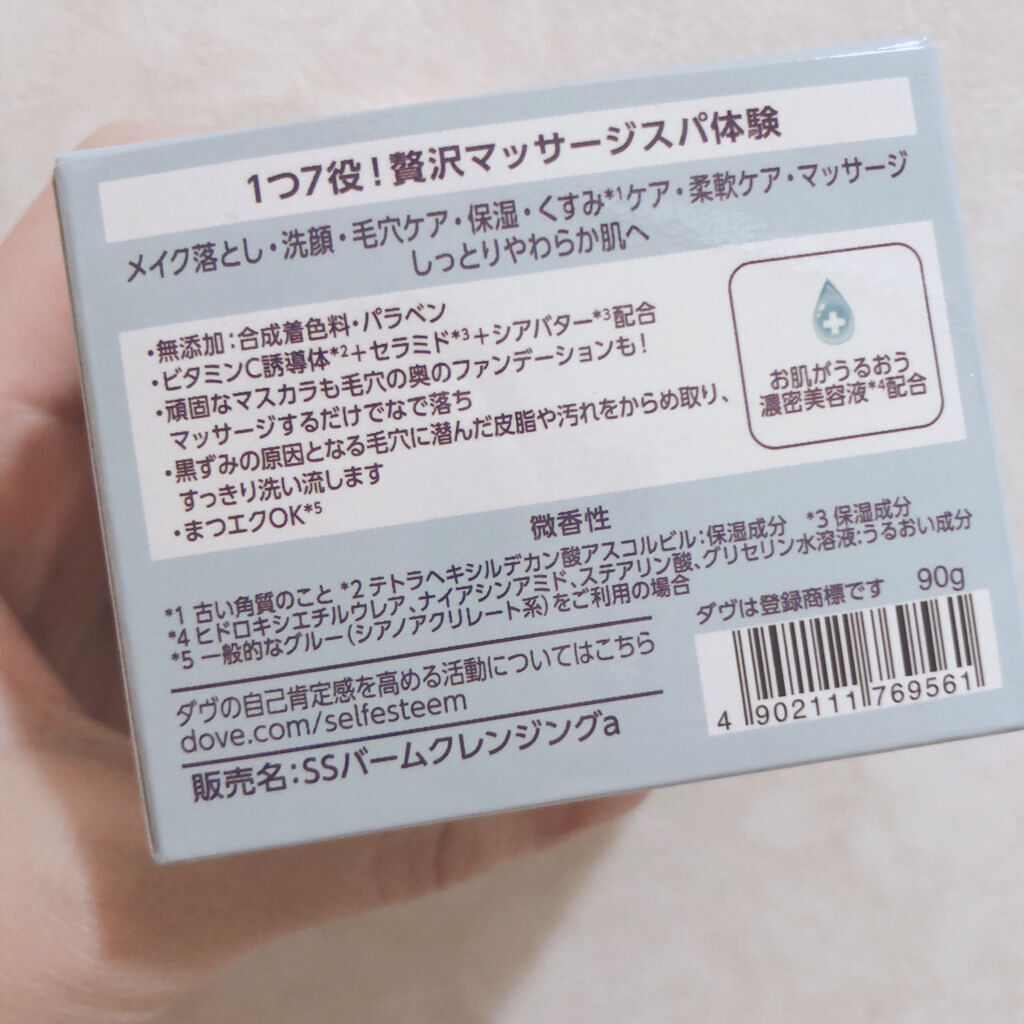 1つ7役!贅沢マッサージスパ体験
メイク落とし・洗顔・毛穴ケア・保湿・くすみ*1ケア・柔軟ケア・マッサージ
しっとりやわらか肌へ
・無添加:合成着色料・パラベン
・ビタミンC誘導体*2+セラミド*3+シアバター*3配合
・頑固なマスカラも毛穴の奥のファンデーションも!
マッサージするだけでなで落ち
・黒ずみの原因となる毛穴に潜んだ皮脂や汚れをからめ取り、
すっきり洗い流します
・まつエクOK*5
お肌がうるおう
濃密美容液*4配合
微香性
*1 古い角質のこと *2 テトラヘキシルデカン酸アスコルビル:保湿成分 *3 保湿成分
*4 ヒドロキシエチルウレア、ナイアシンアミド、ステアリン酸、グリセリン水溶液:うるおい成分
*5 一般的なグルー(シアノアクリレート系)をご利用の場合
ダヴの自己肯定感を高める活動についてはこちら
dove.com/selfesteem
販売名:SSバームクレンジングa
ダヴは登録商標です 90g
4 902111 769561